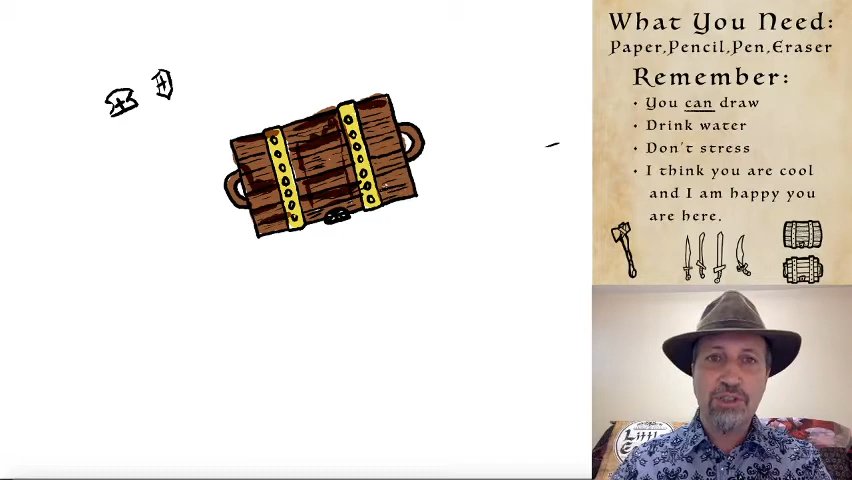 What You Need:
Paper,Pencil,Pen,Eraser
Remember:
• You can draw
• Drink water
• Don't stress
• I think you are cool
and I am happy you
are here.